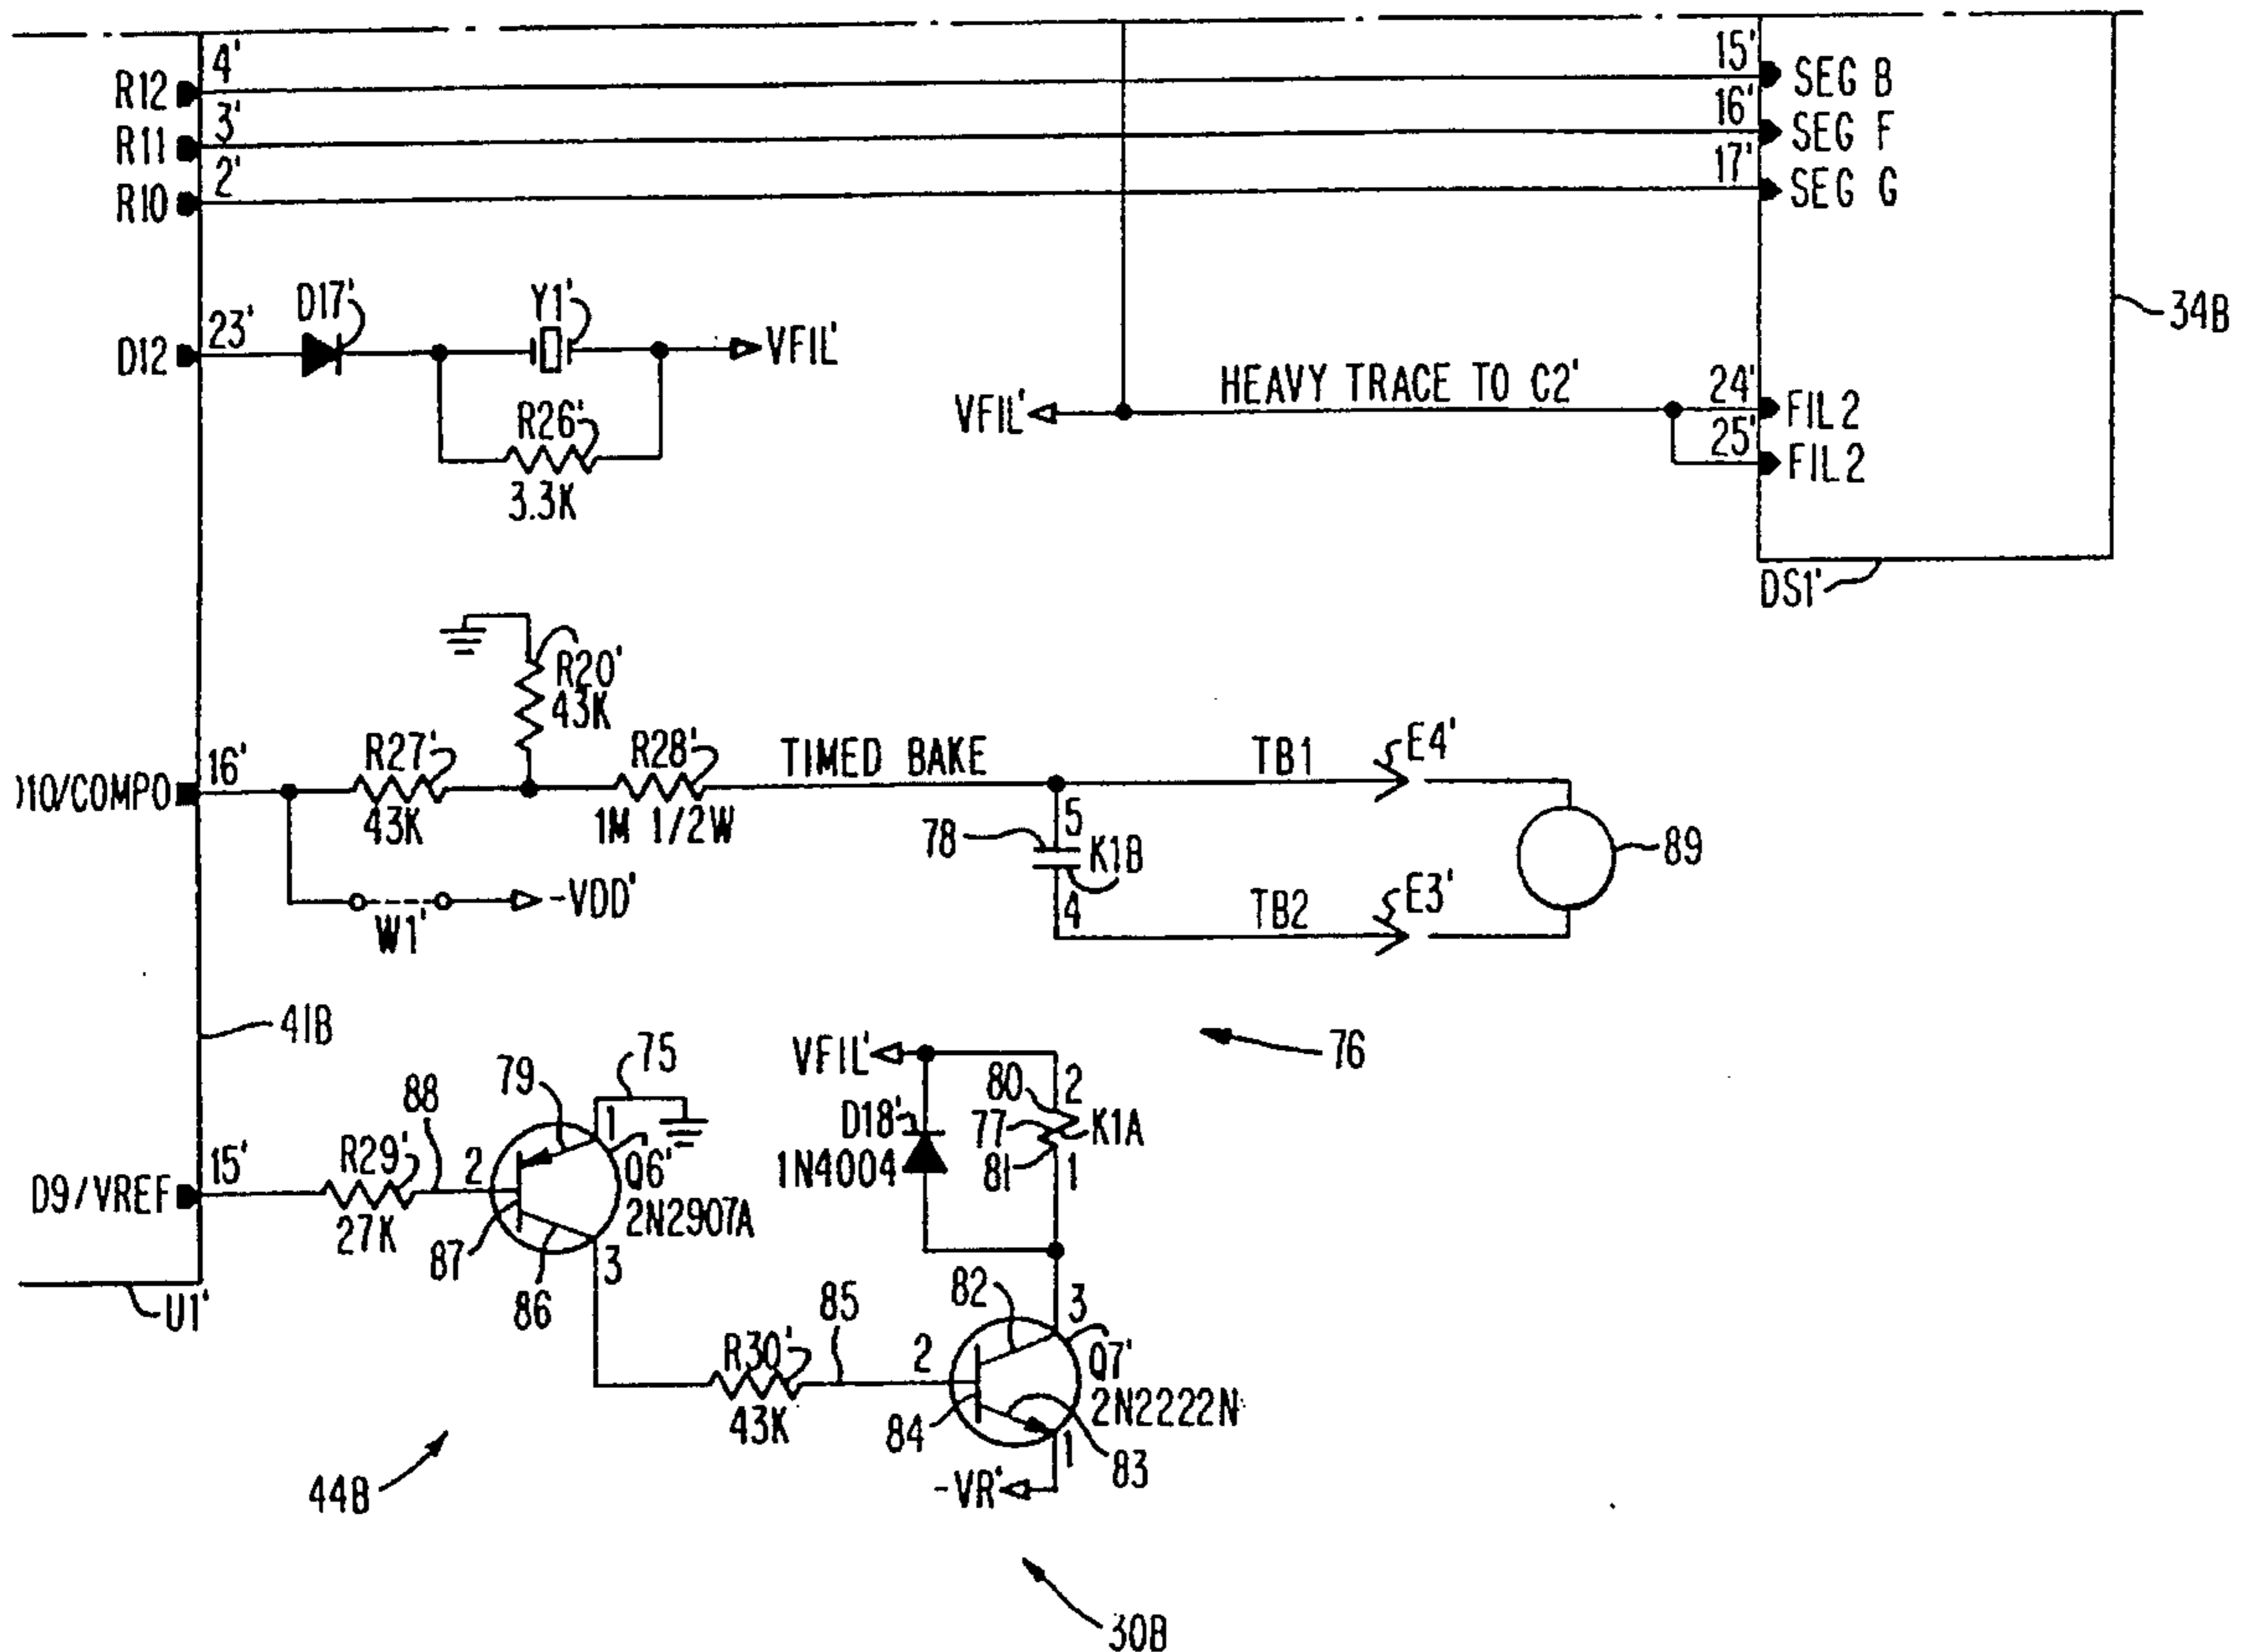 4' 15'
R12 SEG B
3' 16'
R11 SEG F
2' 17'
R10 SEG G
D17' Y1'
23'
D12 VFIL'
34B
HEAVY TRACE TO C2' 24'
VFIL' FIL2
R26' 25'
FIL2
3.3K
DS1'
R20'
43K
R27' R28' TIMED BAKE TB1 E4'
16'
)10/COMPO
43K 1M 1/2W 5
78 K1B 89
4 TB2 E3'
W1' -VDD'
41B
VFIL' 76
75
79 80 2
88 D18' 77 K1A
1N4004 81 1
1
15' R29' 2 Q6'
D9/VREF 2N2907A
27K 87 3
86
U1'
85 82 3
R30' 2 Q7'
43K 84 2N2222N
1 83
44B -VR'
30B